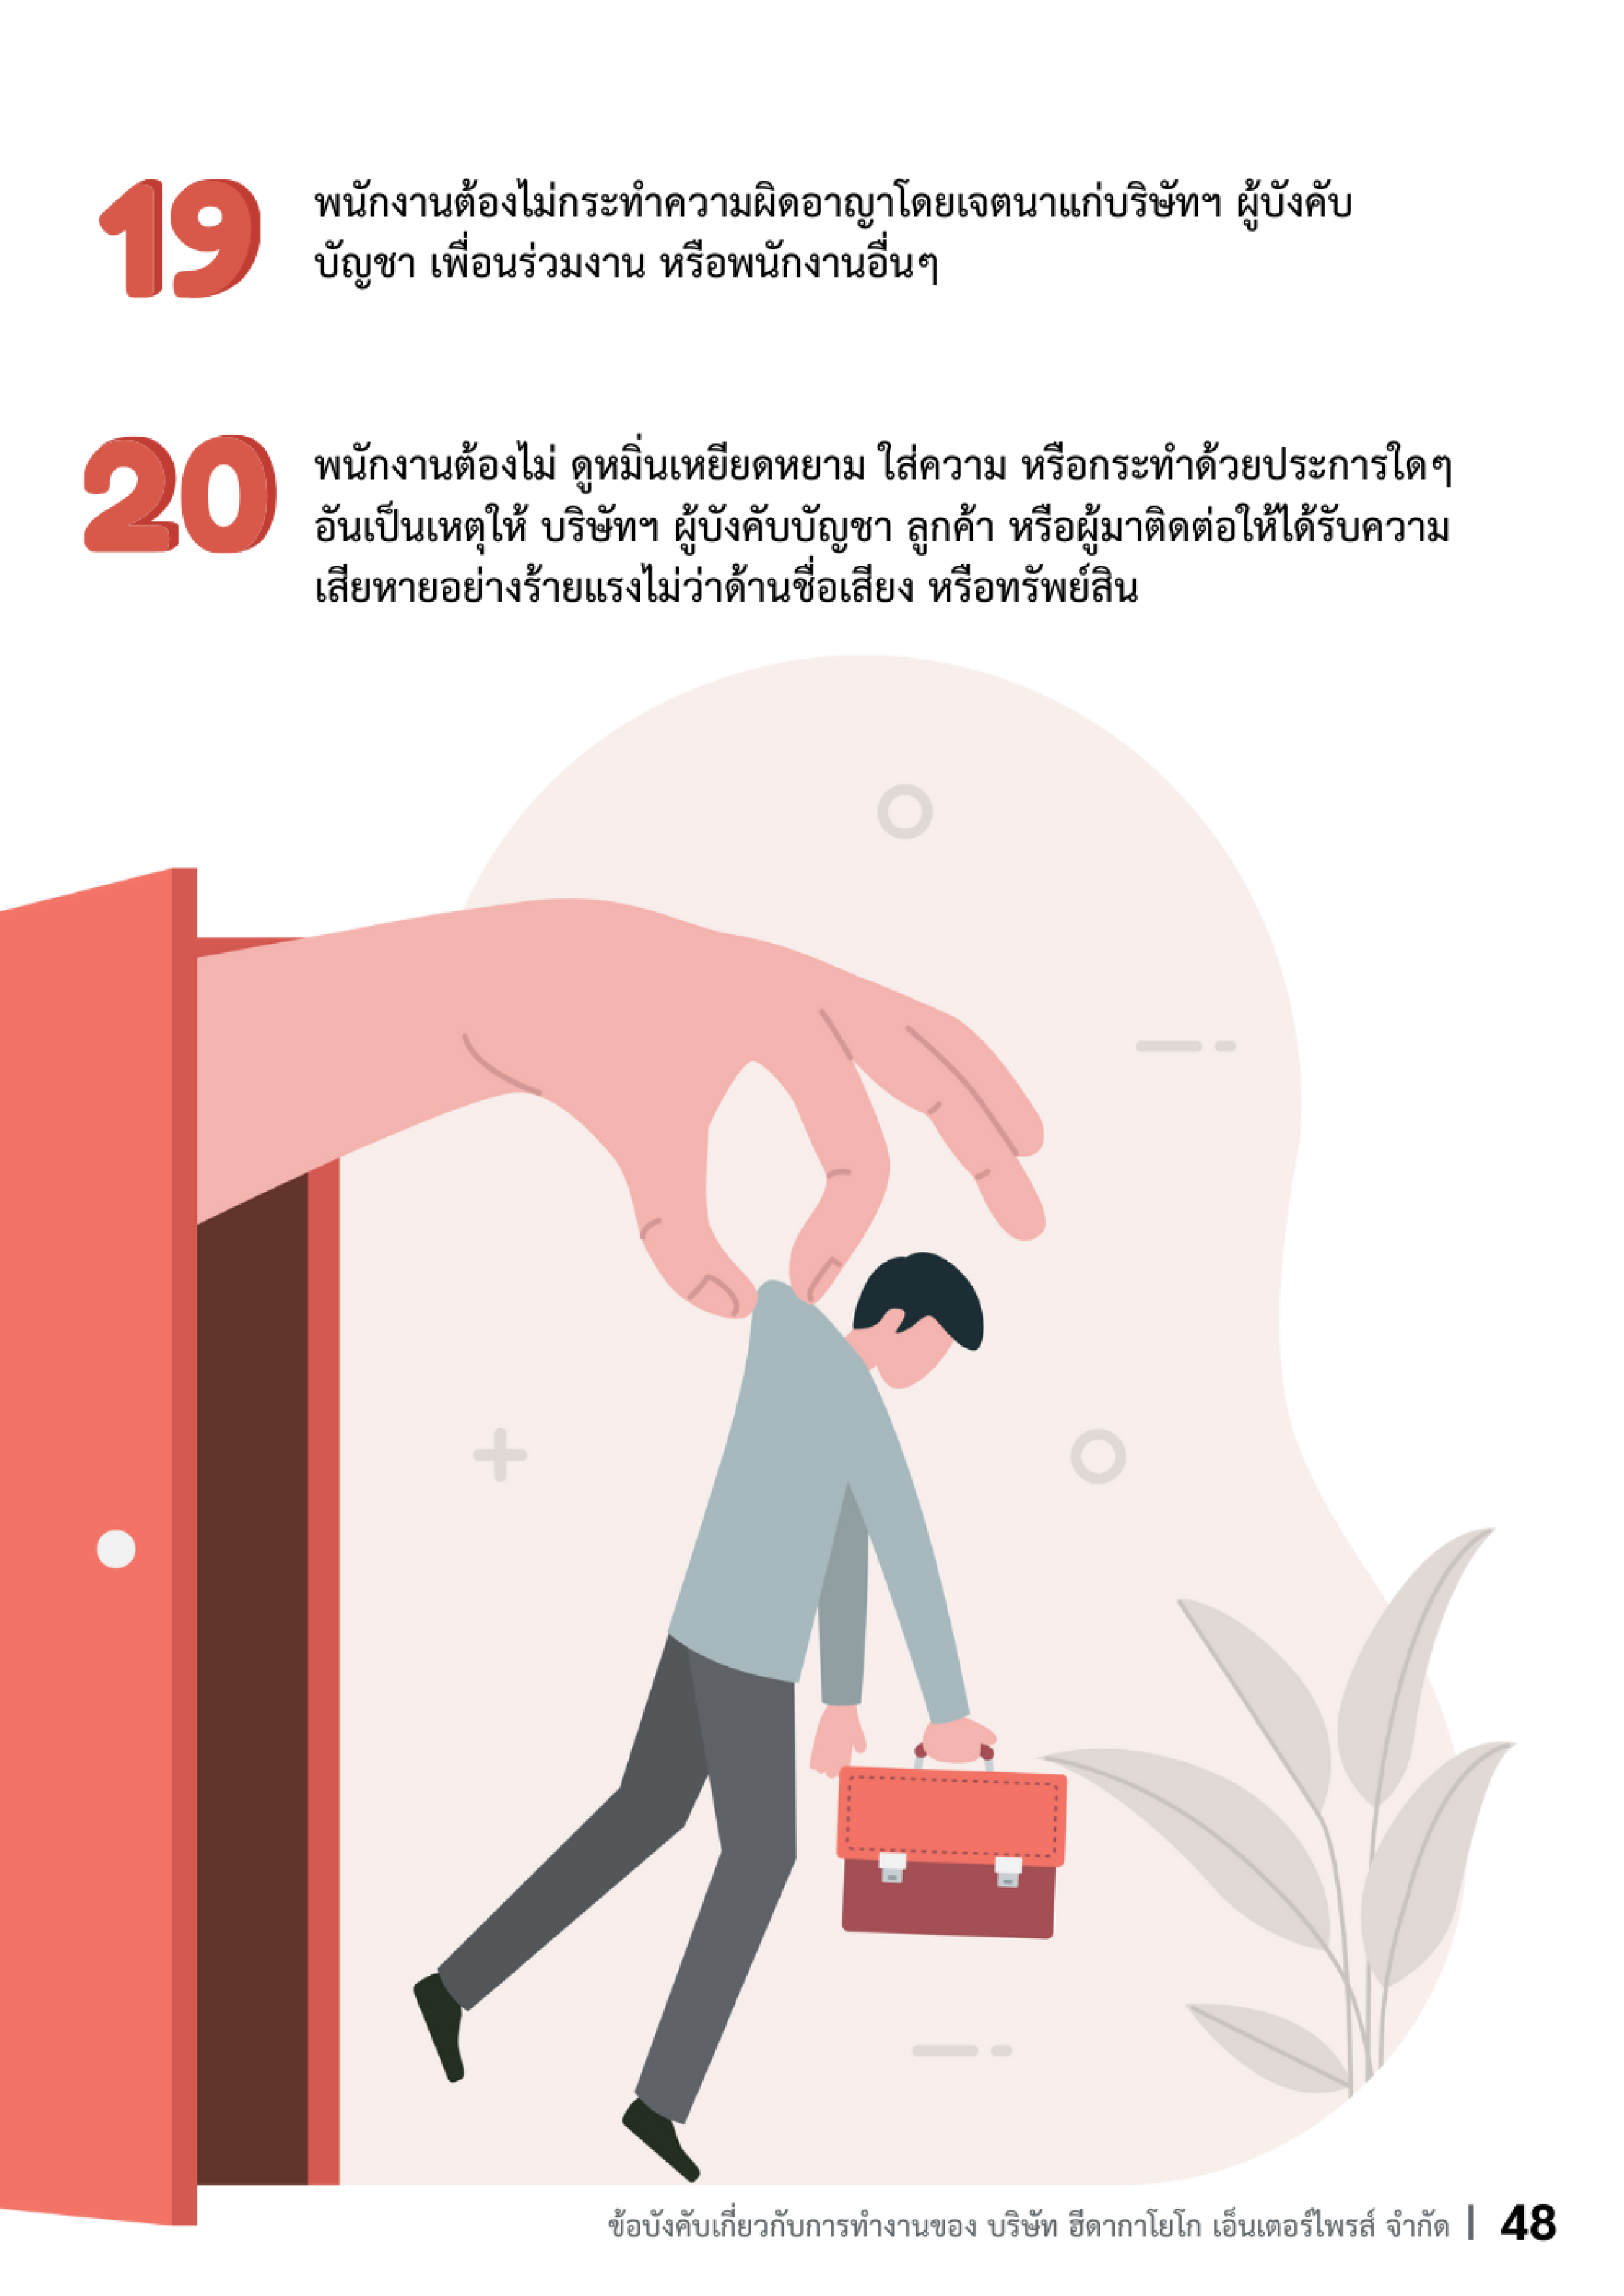 19
พนักงานต้องไม่กระทำความผิดอาญาโดยเจตนาแก่บริษัทฯ ผู้บังคับ
บัญชา เพื่อนร่วมงาน หรือพนักงานอื่นๆ
20
พนักงานต้องไม่ ดูหมิ่นเหยียดหยาม ใส่ความ หรือกระทำด้วยประการใดๆ
อันเป็นเหตุให้ บริษัทฯ ผู้บังคับบัญชา ลูกค้า หรือผู้มาติดต่อให้ได้รับความ
เสียหายอย่างร้ายแรงไม่ว่าด้านชื่อเสียง หรือทรัพย์สิน
ข้อบังคับเกี่ยวกับการทำงานของ บริษัท ฮีดากาโยโก เอ็นเตอร์ไพรส์ จำกัด | 48